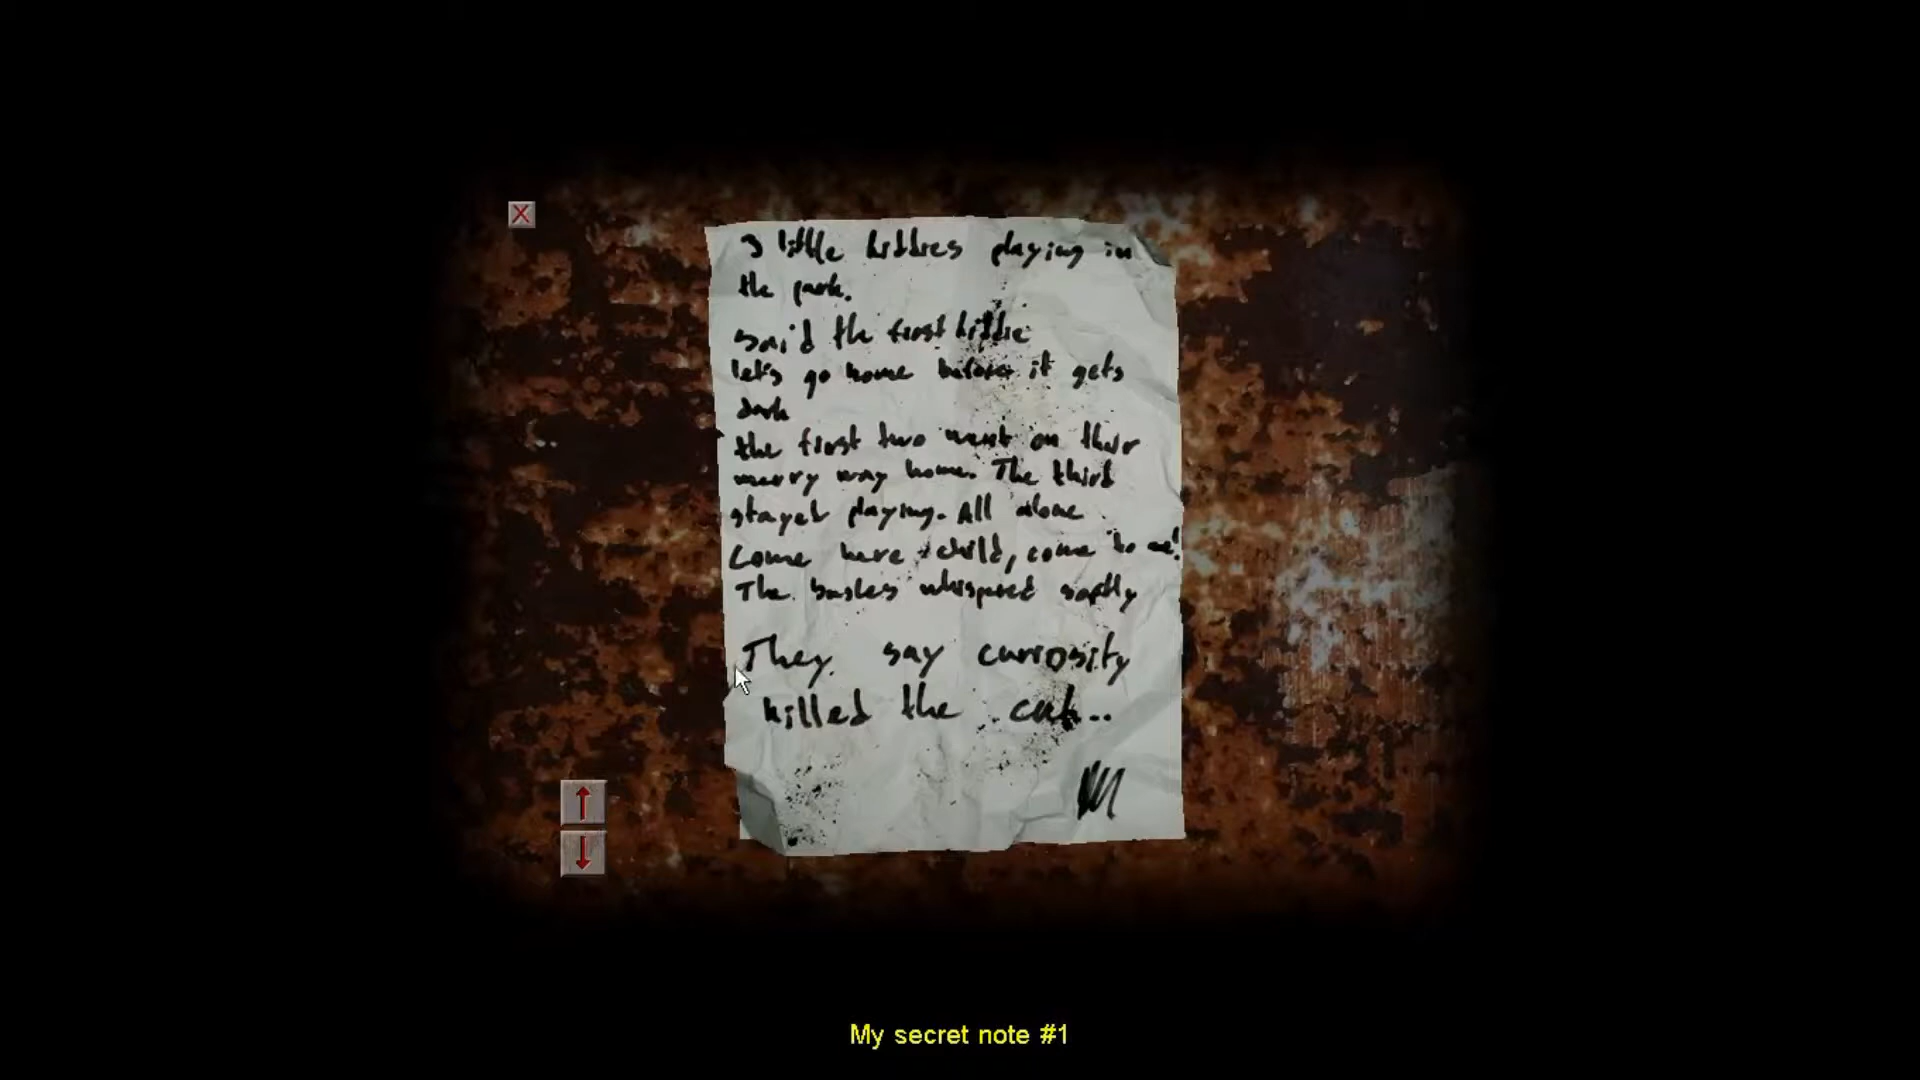 3 little kiddies playing in
the park.
said the first kiddie
let's go home before it gets
dark
the first two went on their
merry way home. The third
stayed playing. All alone
Come here child, come to me!
The bushes whispered softly
They say curiosity
killed the cat..
My secret note #1